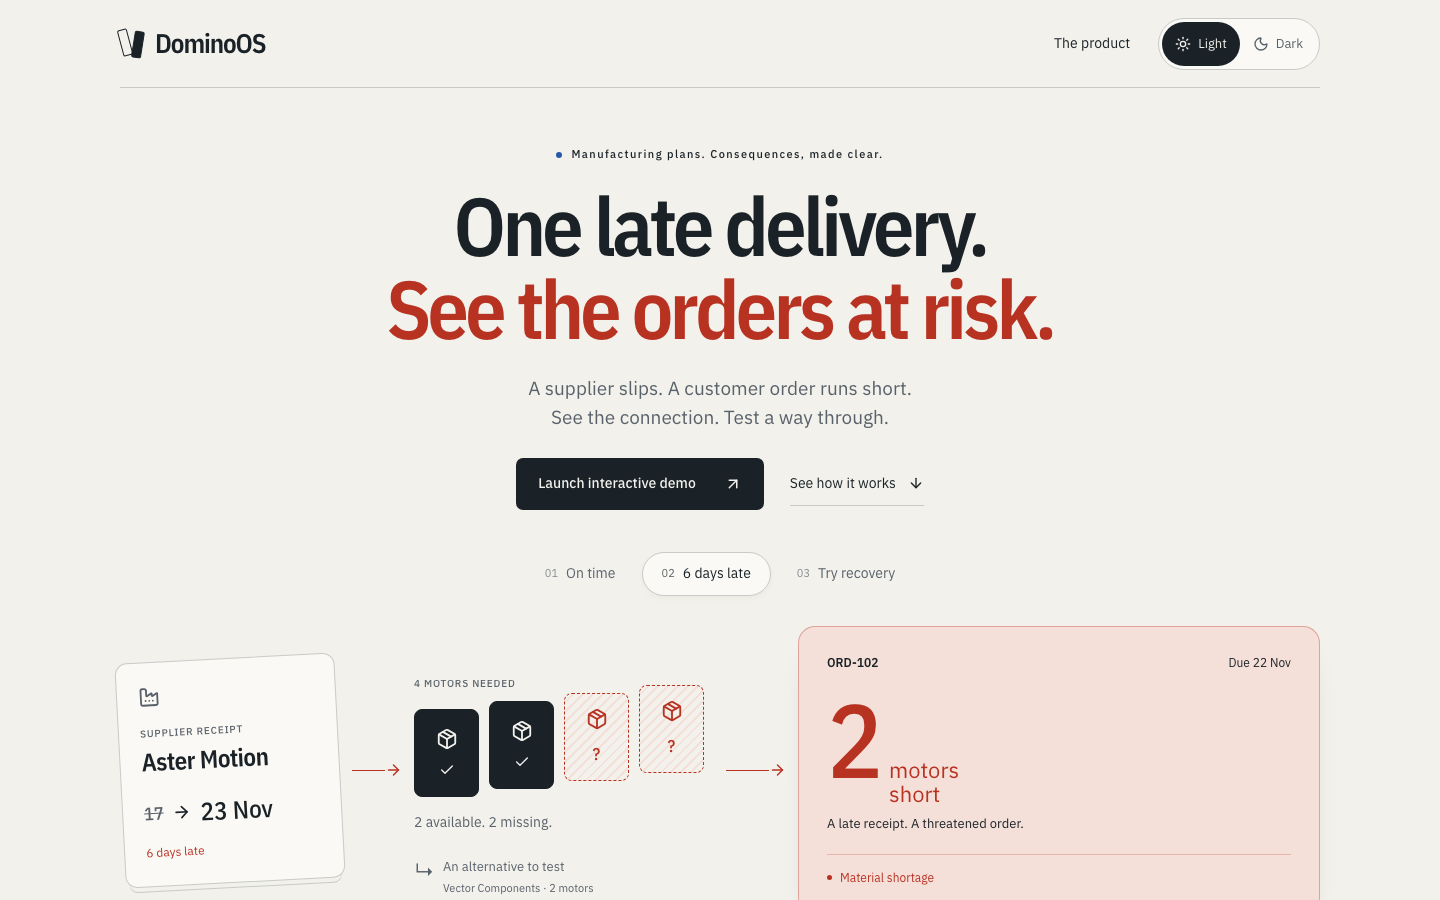 DominoOS
The product
Light
Dark
Manufacturing plans. Consequences, made clear.
One late delivery.
See the orders at risk.
A supplier slips. A customer order runs short.
See the connection. Test a way through.
Launch interactive demo
See how it works
01 On time
02 6 days late
03 Try recovery
SUPPLIER RECEIPT
Aster Motion
17 → 23 Nov
6 days late
4 MOTORS NEEDED
?
?
2 available. 2 missing.
An alternative to test
Vector Components · 2 motors
ORD-102
Due 22 Nov
2 motors
short
A late receipt. A threatened order.
Material shortage